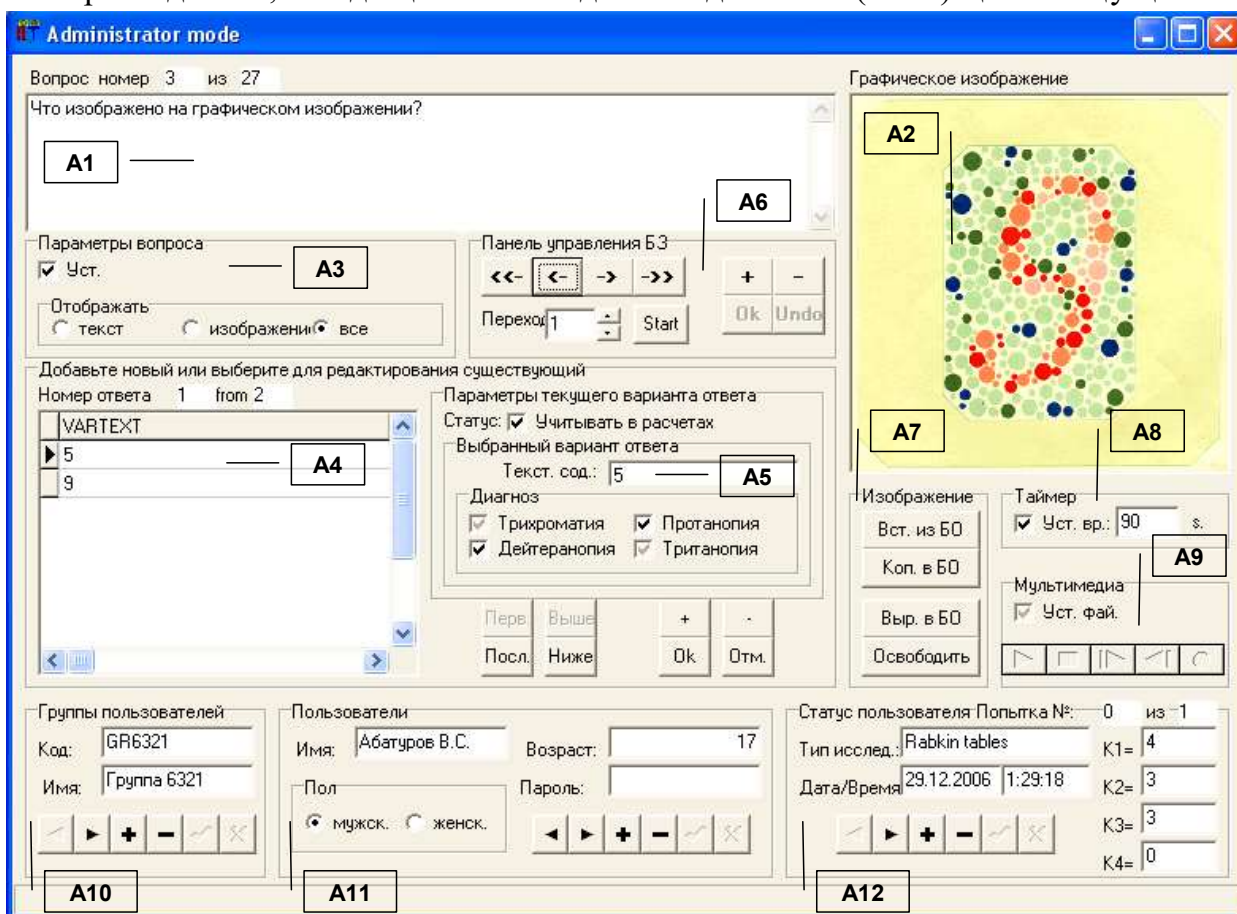 Administrator mode
Вопрос номер 3 из 27
Что изображено на графическом изображении?
A1
Графическое изображение
A2
A6
Параметры вопроса
Уст.
A3
Отображать
текст изображени все
Панель управления БЗ
<<- <- -> ->>
+ -
Переход 1 Start
Ok Undo
Добавьте новый или выберите для редактирования существующий
Номер ответа 1 from 2
VARTEXT
5
9
A4
Параметры текущего варианта ответа
Статус: Учитывать в расчетах
Выбранный вариант ответа
Текст. сод.: 5
A5
Диагноз
Трихроматия Протанопия
Дейтеранопия Тританопия
Перв. Выше + -
Посл. Ниже Ok Отм.
A7
A8
Изображение
Вст. из БО
Коп. в БО
Выр. в БО
Освободить
Таймер
Уст. вр.: 90 s.
A9
Мультимедиа
Уст. фай.
Группы пользователей
Код: GR6321
Имя: Группа 6321
A10
Пользователи
Имя: Абатуров В.С. Возраст: 17
Пол Пароль:
мужск. женск.
A11
Статус пользователя Попытка №: 0 из 1
Тип исслед.: Rabkin tables K1= 4
Дата/Время 29.12.2006 1:29:18 K2= 3
K3= 3
K4= 0
A12